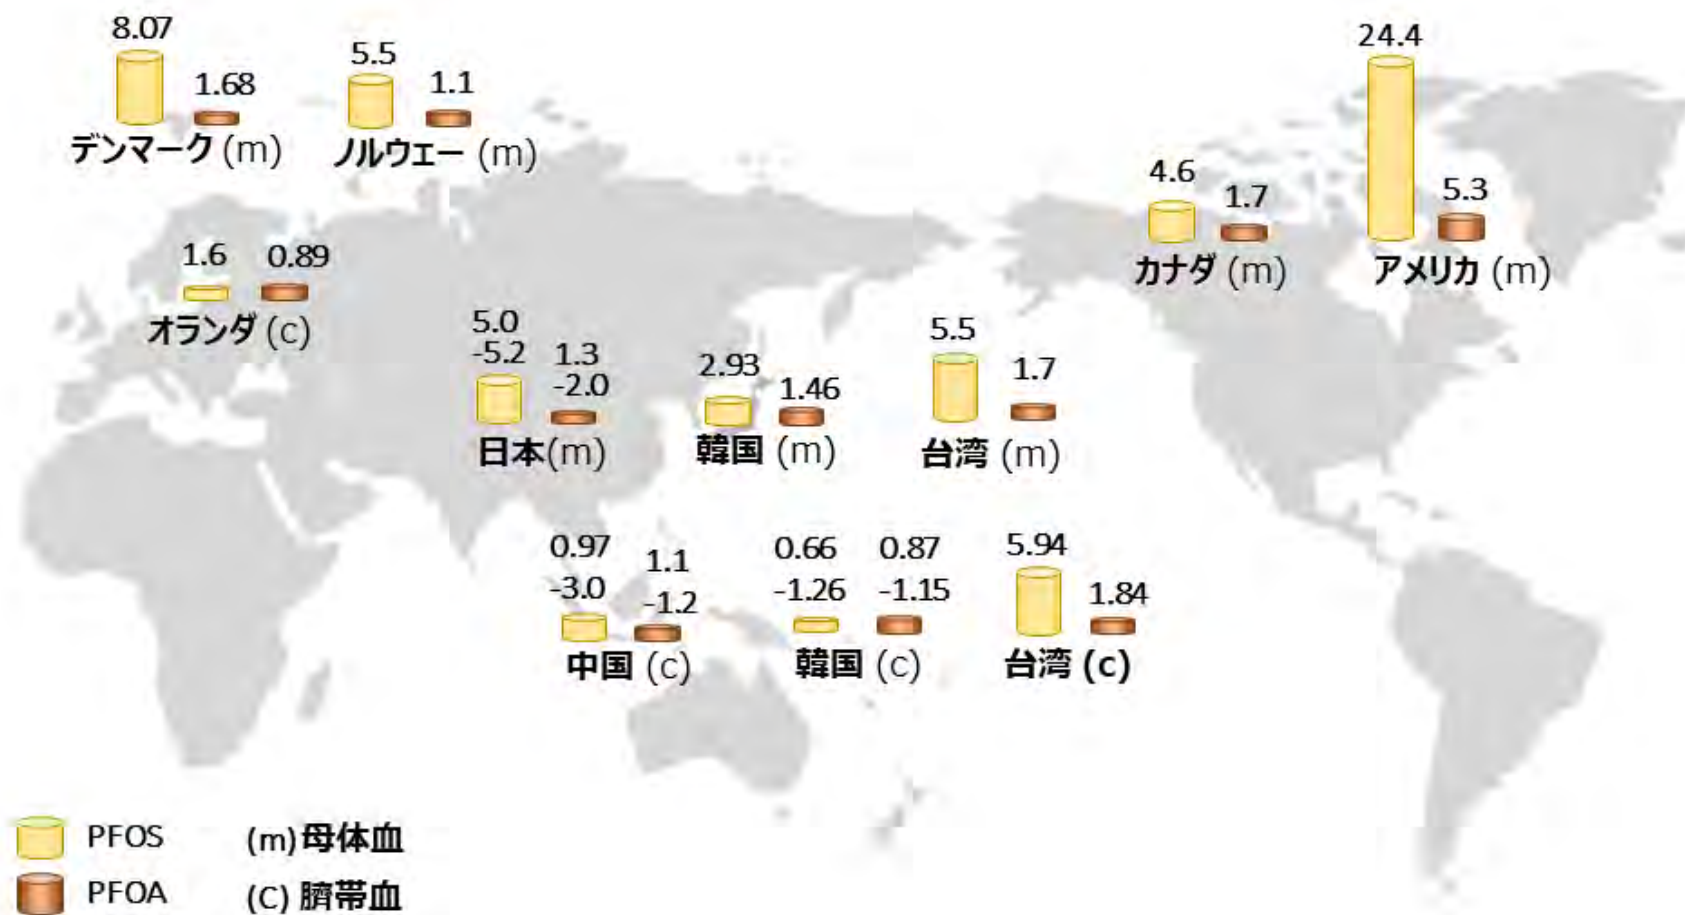 8.07
1.68
デンマーク (m)
5.5
1.1
ノルウェー (m)
24.4
5.3
アメリカ (m)
4.6
1.7
カナダ (m)
1.6
0.89
オランダ (c)
5.0
-5.2
1.3
-2.0
日本(m)
2.93
1.46
韓国 (m)
5.5
1.7
台湾 (m)
0.97
-3.0
1.1
-1.2
中国 (c)
0.66
-1.26
0.87
-1.15
韓国 (c)
5.94
1.84
台湾 (c)
PFOS
(m)母体血
PFOA
(C) 臍帯血